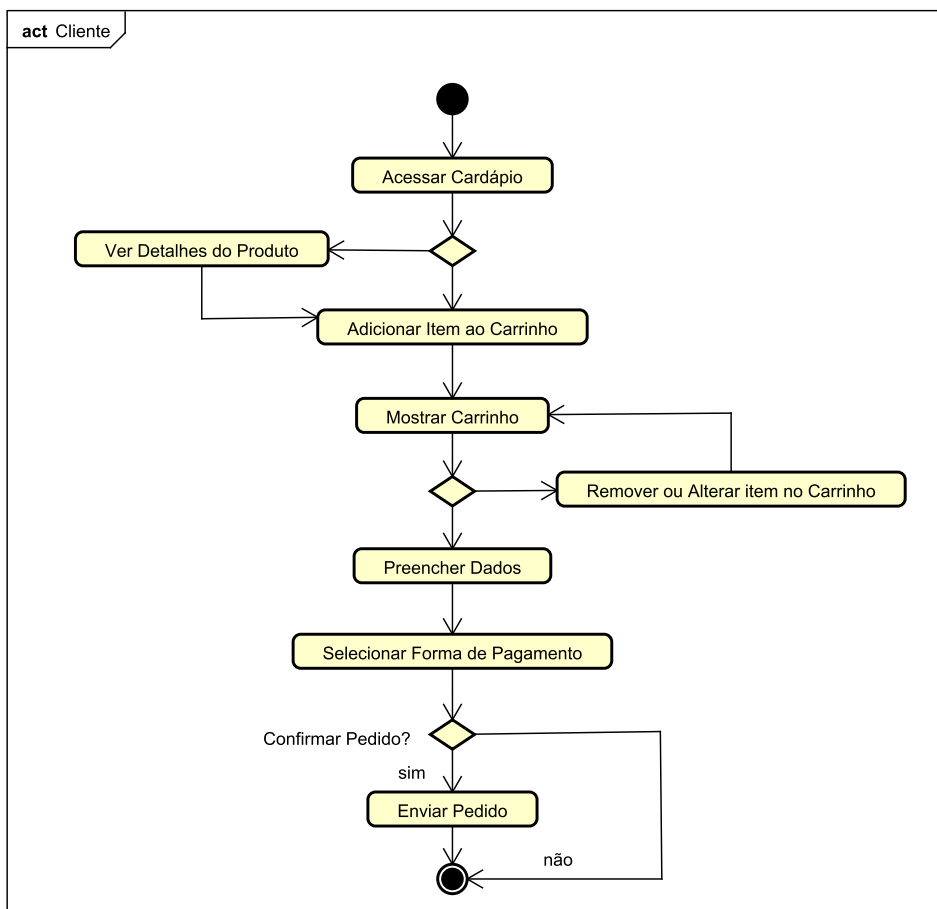 act Cliente
Acessar Cardápio
Ver Detalhes do Produto
Adicionar Item ao Carrinho
Mostrar Carrinho
Remover ou Alterar item no Carrinho
Preencher Dados
Selecionar Forma de Pagamento
Confirmar Pedido?
sim
Enviar Pedido
não